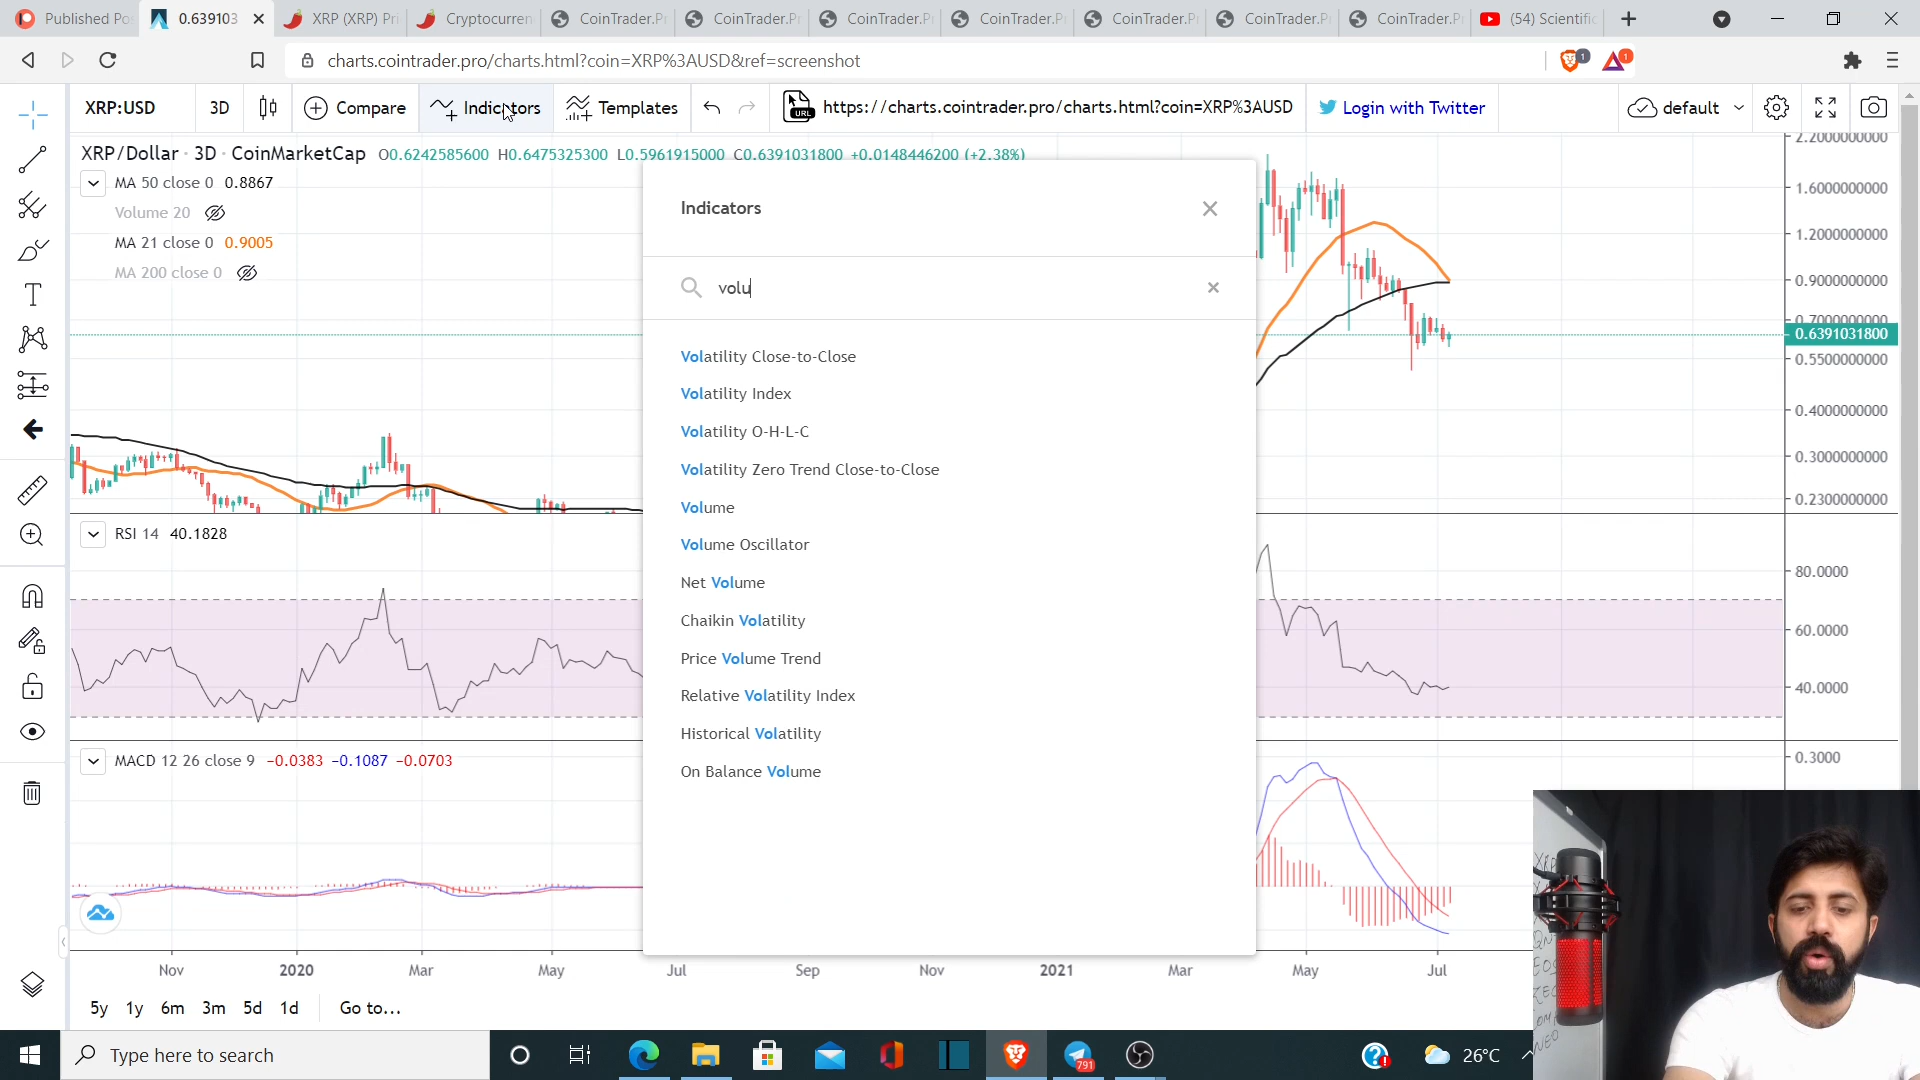 Published Po
0.639103
XRP (XRP) Pri
Cryptocurren
CoinTrader.P
CoinTrader.P
CoinTrader.P
CoinTrader.P
CoinTrader.P
CoinTrader.P
CoinTrader.P
(54) Scientific
charts.cointrader.pro/charts.html?coin=XRP%3AUSD&ref=screenshot
1
1
XRP:USD
3D
Compare
Indicators
Templates
URL
https://charts.cointrader.pro/charts.html?coin=XRP%3AUSD
Login with Twitter
default
XRP/Dollar · 3D · CoinMarketCap O0.6242585600 H0.6475325300 L0.5961915000 C0.6391031800 +0.0148446200 (+2.38%)
MA 50 close 0 0.8867
Volume 20
MA 21 close 0 0.9005
MA 200 close 0
Indicators
volu
Volatility Close-to-Close
Volatility Index
Volatility O-H-L-C
Volatility Zero Trend Close-to-Close
Volume
Volume Oscillator
Net Volume
Chaikin Volatility
Price Volume Trend
Relative Volatility Index
Historical Volatility
On Balance Volume
2.2000000000
1.6000000000
1.2000000000
0.9000000000
0.7000000000
0.6391031800
0.5500000000
0.4000000000
0.3000000000
0.2300000000
RSI 14 40.1828
80.0000
60.0000
40.0000
MACD 12 26 close 9 -0.0383 -0.1087 -0.0703
0.3000
Nov 2020 Mar May Jul Sep Nov 2021 Mar May Jul
5y 1y 6m 3m 5d 1d Go to...
Type here to search
791
26°C